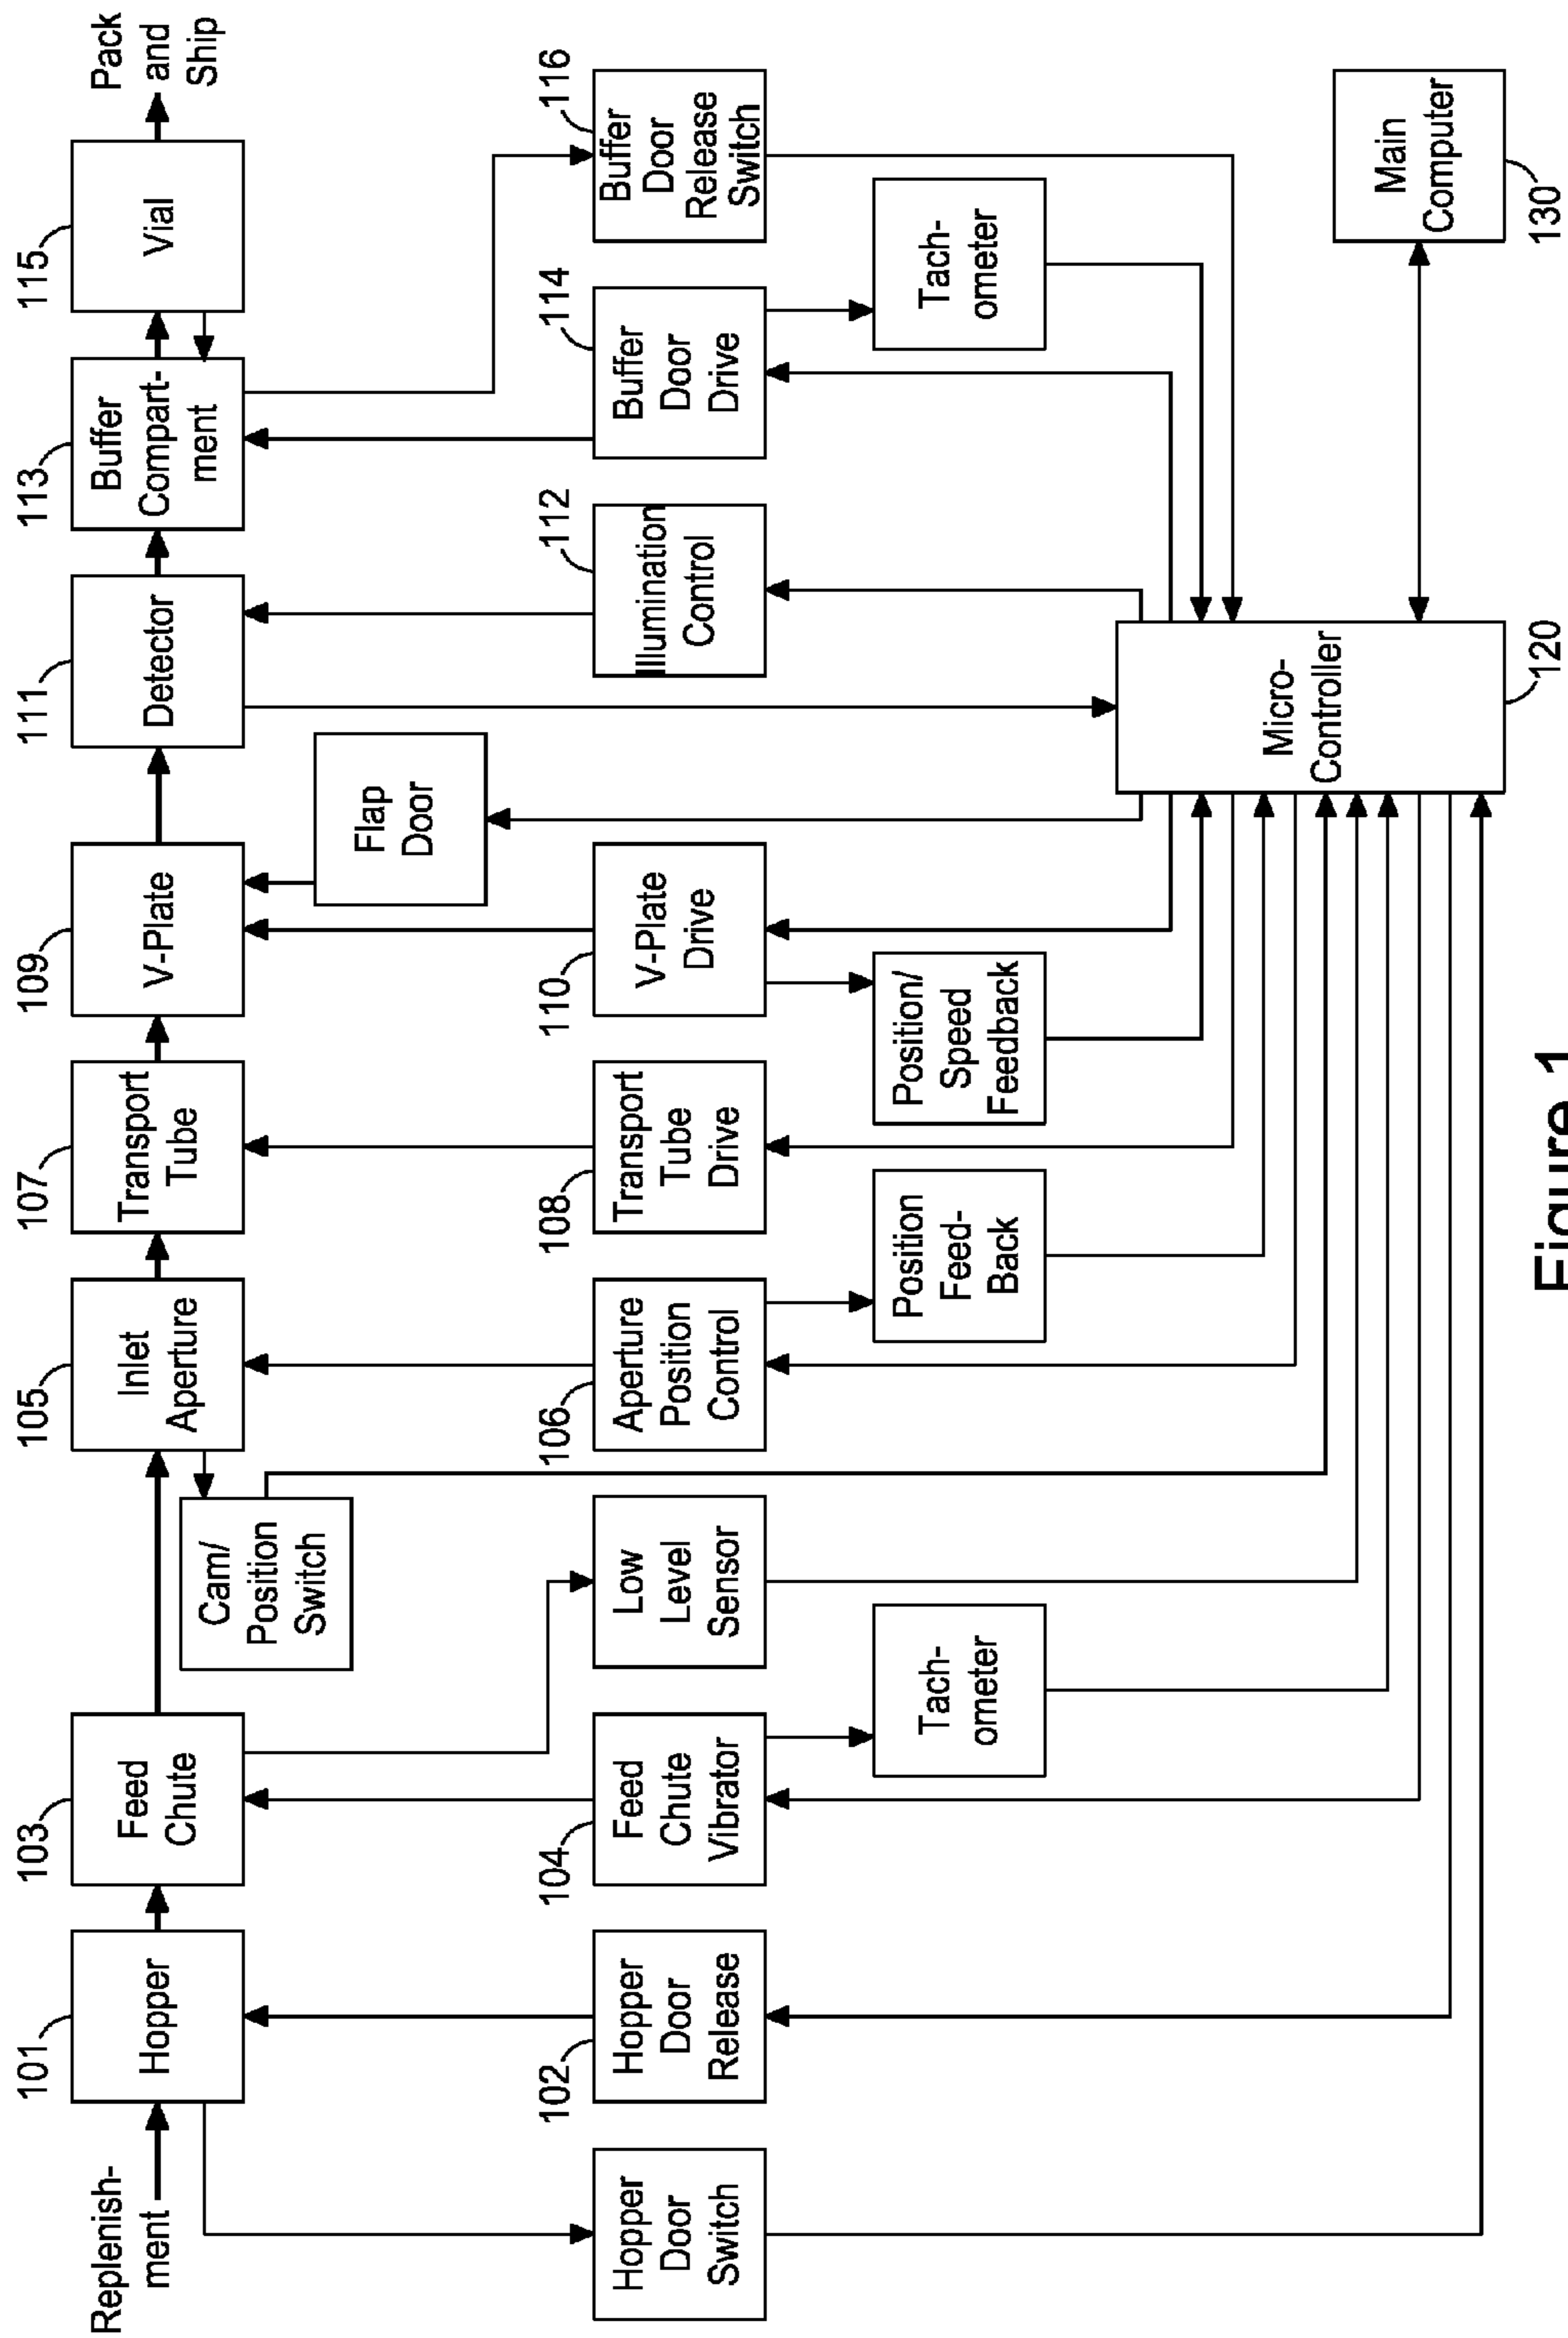 Replenish-
ment
101
Hopper
103
Feed
Chute
105
Inlet
Aperture
107
Transport
Tube
109
V-Plate
111
Detector
113
Buffer
Compart-
ment
115
Vial
Pack
and
Ship
Cam/
Position
Switch
Flap
Door
Hopper
Door
Switch
102
Hopper
Door
Release
104
Feed
Chute
Vibrator
Low
Level
Sensor
106
Aperture
Position
Control
108
Transport
Tube
Drive
110
V-Plate
Drive
112
Illumination
Control
114
Buffer
Door
Drive
116
Buffer
Door
Release
Switch
Tach-
ometer
Position
Feed-
Back
Position/
Speed
Feedback
Tach-
ometer
Micro-
Controller
120
Main
Computer
130
Figure 1